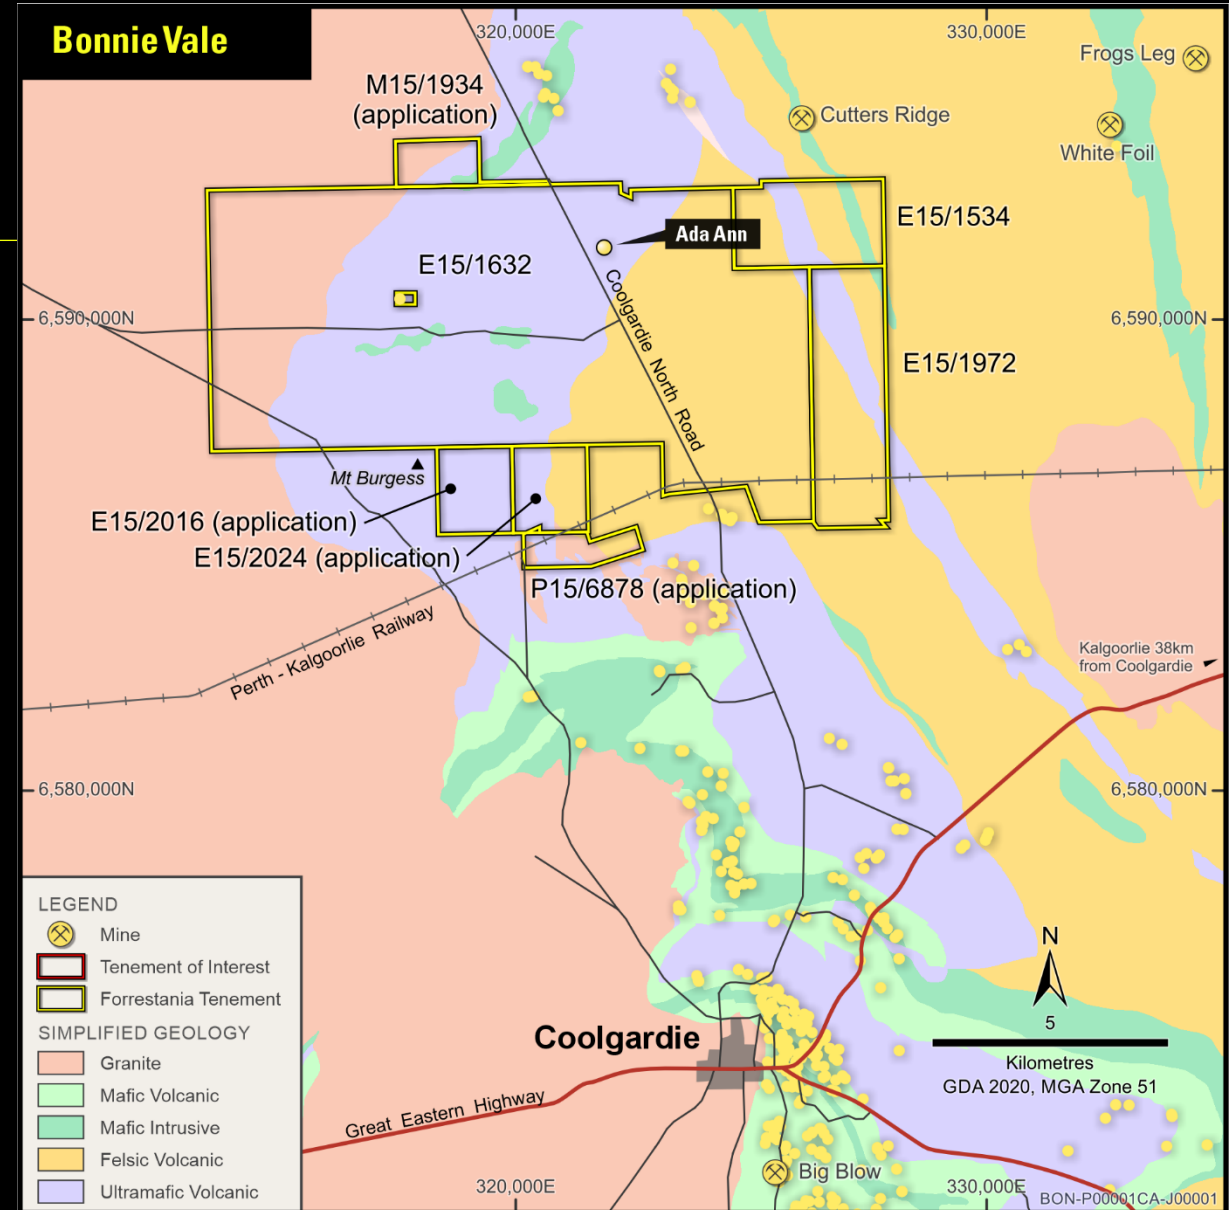 Bonnie Vale
320,000E
330,000E
Frogs Leg
M15/1934
(application)
Cutters Ridge
White Foil
E15/1534
Ada Ann
E15/1632
6,590,000N
6,590,000N
Coolgardie North Road
E15/1972
Mt Burgess
E15/2016 (application)
E15/2024 (application)
P15/6878 (application)
Perth - Kalgoorlie Railway
Kalgoorlie 38km
from Coolgardie
6,580,000N
6,580,000N
LEGEND
Mine
Tenement of Interest
Forrestania Tenement
SIMPLIFIED GEOLOGY
Granite
Mafic Volcanic
Mafic Intrusive
Felsic Volcanic
Ultramafic Volcanic
N
5
Kilometres
GDA 2020, MGA Zone 51
Coolgardie
Great Eastern Highway
Big Blow
320,000E
330,000E
BON-P00001CA-J00001